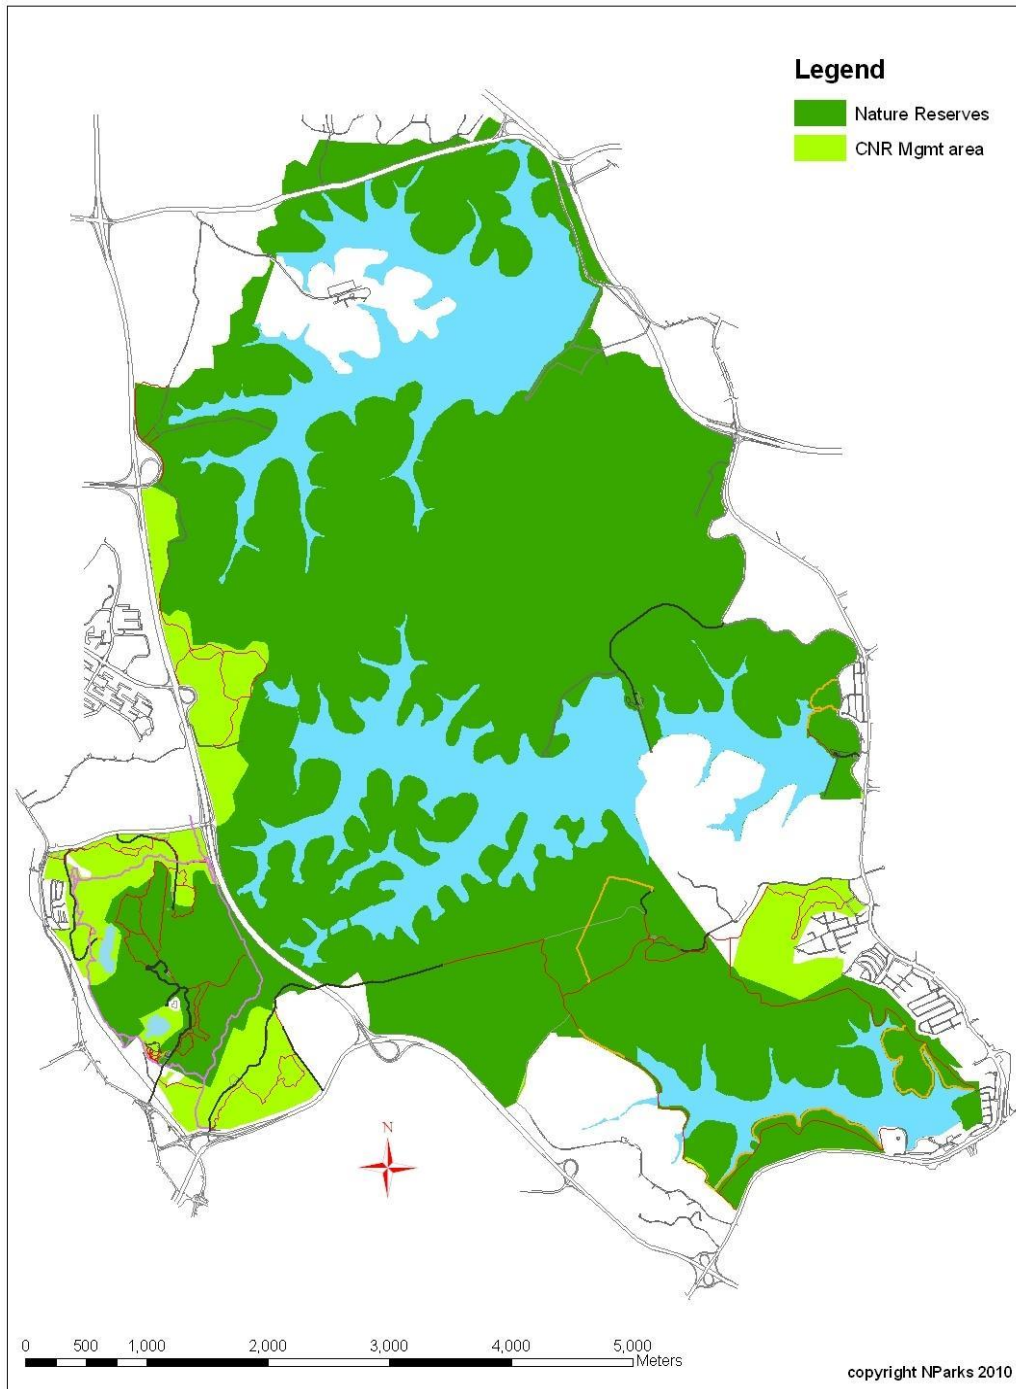 Legend
Nature Reserves
CNR Mgmt area
N
0 500 1,000 2,000 3,000 4,000 5,000
Meters
copyright NParks 2010